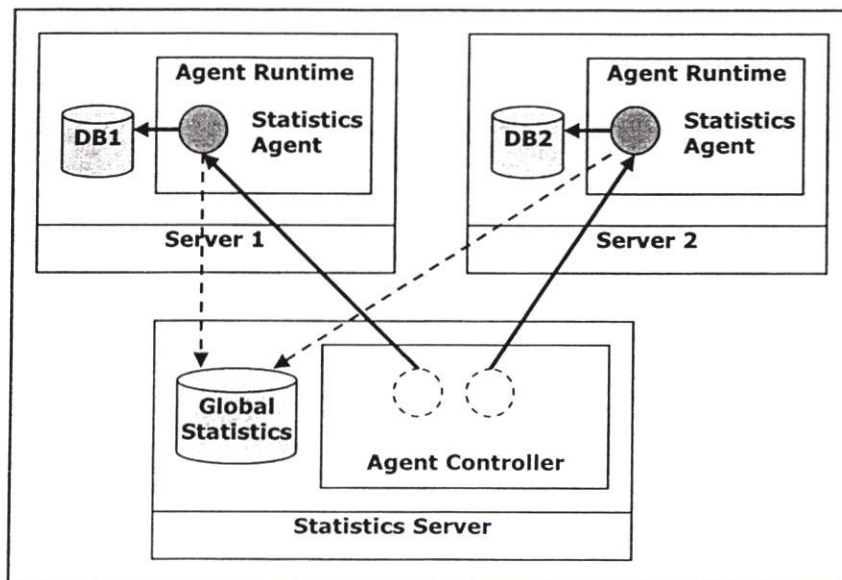 Agent Runtime
DB1
Statistics
Agent
Server 1
Agent Runtime
DB2
Statistics
Agent
Server 2
Global
Statistics
Agent Controller
Statistics Server